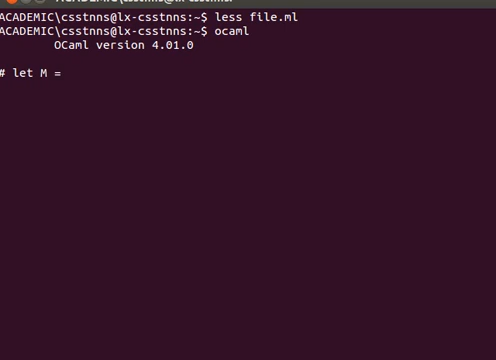 ACADEMIC\csstnns@lx-csstnns:~$ less file.ml
ACADEMIC\csstnns@lx-csstnns:~$ ocaml
OCaml version 4.01.0
# let M =